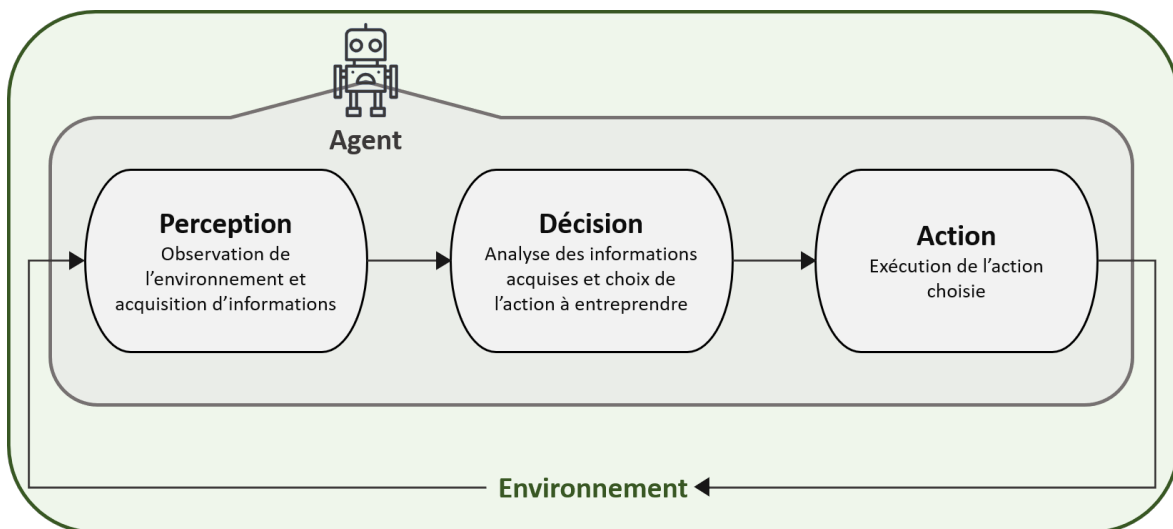 Agent
Perception
Observation de
l’environnement et
acquisition d’informations
Décision
Analyse des informations
acquises et choix de
l’action à entreprendre
Action
Exécution de l’action
choisie
Environnement